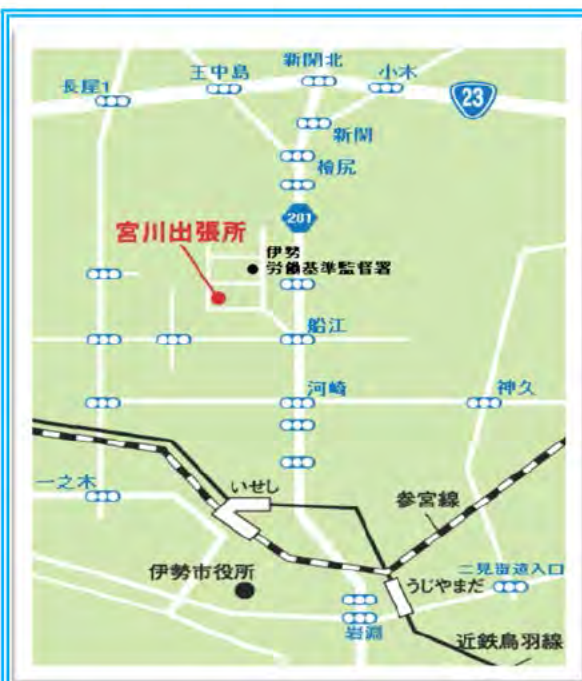 新開北
王中島
小木
長屋1
23
新開
檜尻
201
宮川出張所
伊勢
労働基準監督署
船江
河崎
神久
一之木
いせし
参宮線
伊勢市役所
二見街道入口
うじやまだ
岩淵
近鉄鳥羽線